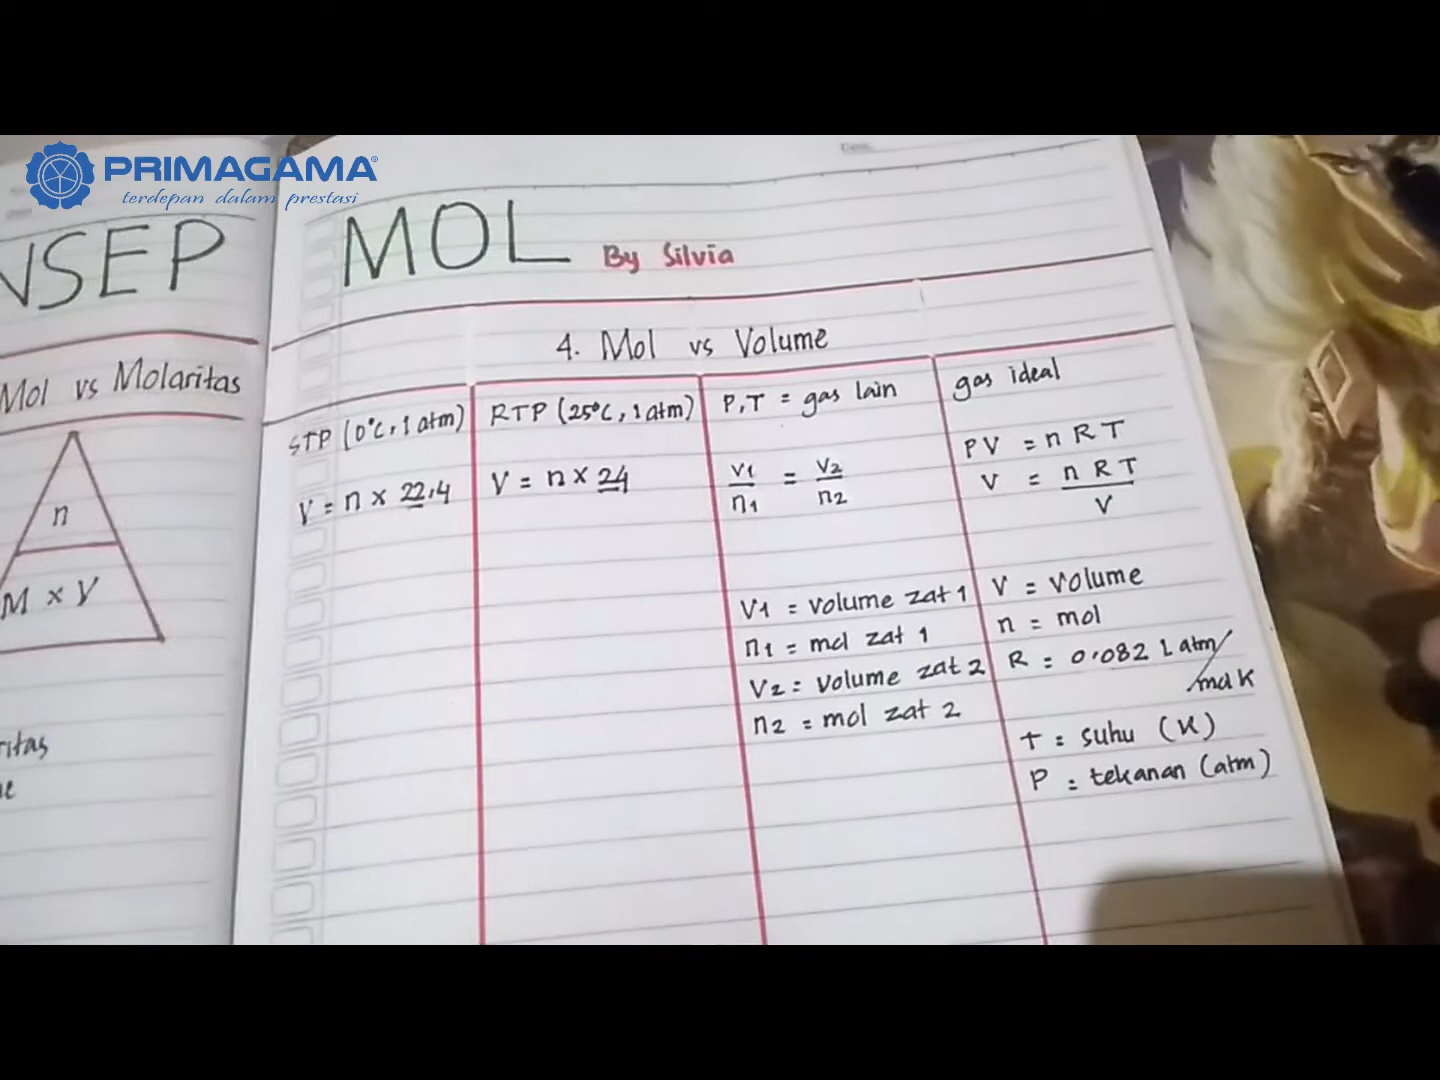 PRIMAGAMA
terdepan dalam prestasi
NSEP MOL By Silvia
Mol vs Molaritas
n
M x V
4. Mol vs Volume
STP (0°C, 1 atm)
V = n x 22,4
RTP (25°C, 1 atm)
V = n x 24
P,T = gas lain
V1/n1 = V2/n2
V1 = volume zat 1
n1 = mol zat 1
V2 = volume zat 2
n2 = mol zat 2
gas ideal
PV = n R T
V = n R T / V
V = volume
n = mol
R = 0.082 L atm/
mol K
T = suhu (K)
P = tekanan (atm)